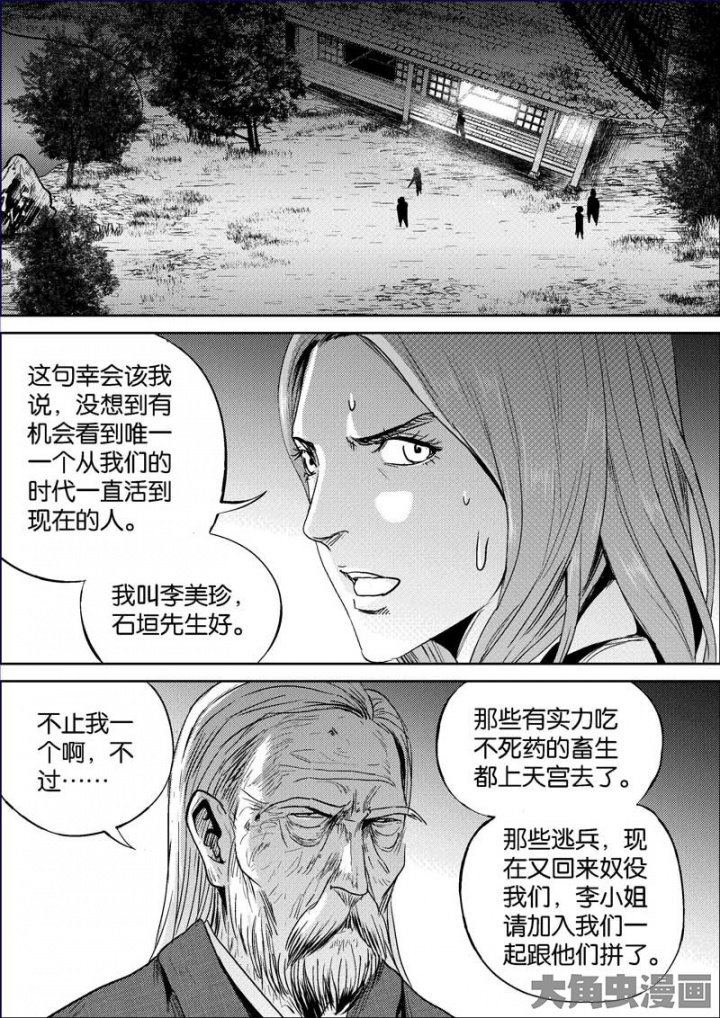 这句幸会该我
说，没想到有
机会看到唯一
一个从我们的
时代一直活到
现在的人。
我叫李美珍，
石垣先生好。
不止我一
个啊，不
过……
那些有实力吃
不死药的畜生
都上天宫去了。
那些逃兵，现
在又回来奴役
我们，李小姐
请加入我们一
起跟他们拼了。
大角虫漫画